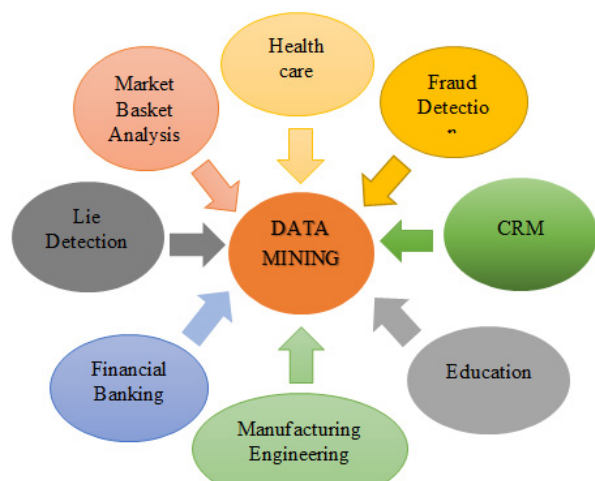 Health
care
Market
Basket
Analysis
Fraud
Detectio
n
Lie
Detection
DATA
MINING
CRM
Financial
Banking
Education
Manufacturing
Engineering